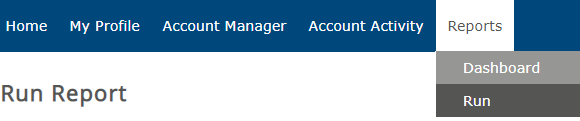 Home My Profile Account Manager Account Activity Reports
Dashboard
Run Report
Run